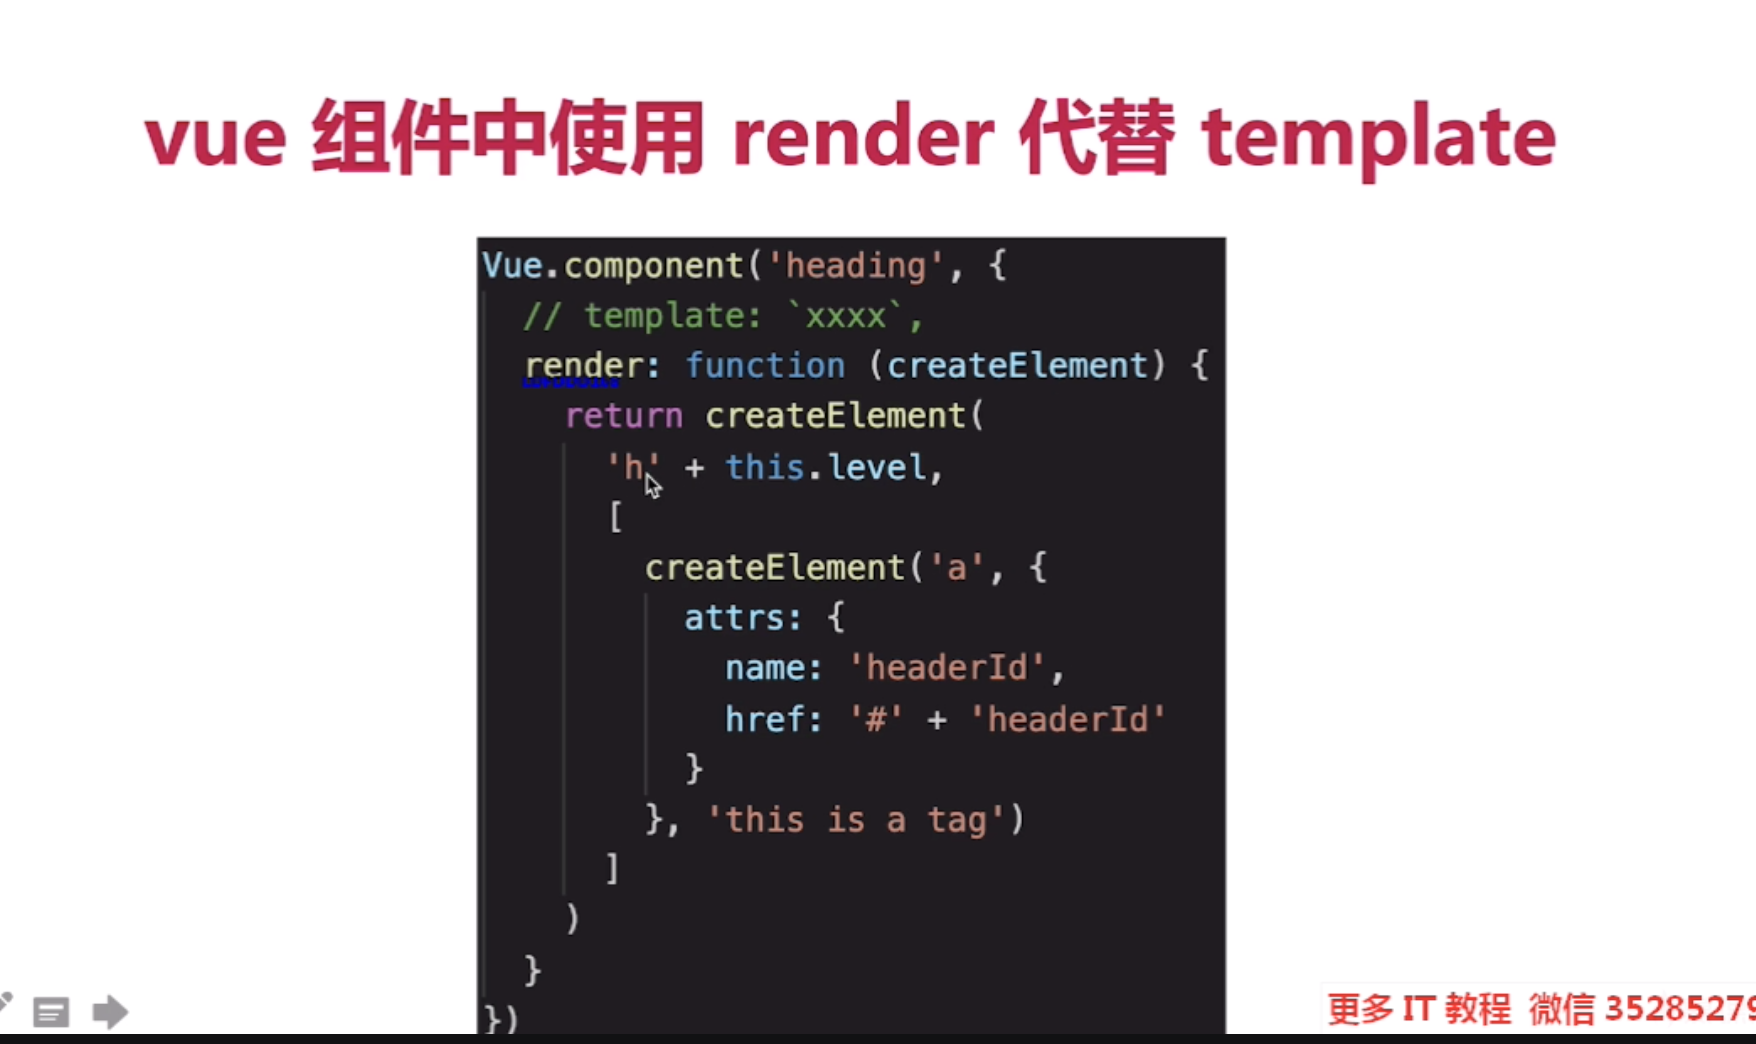 vue 组件中使用 render 代替 template
Vue.component('heading', {
// template: `xxxx`,
render: function (createElement) {
return createElement(
'h' + this.level,
[
createElement('a', {
attrs: {
name: 'headerId',
href: '#' + 'headerId'
}
}, 'this is a tag')
]
)
}
})
更多 IT 教程 微信 35285279